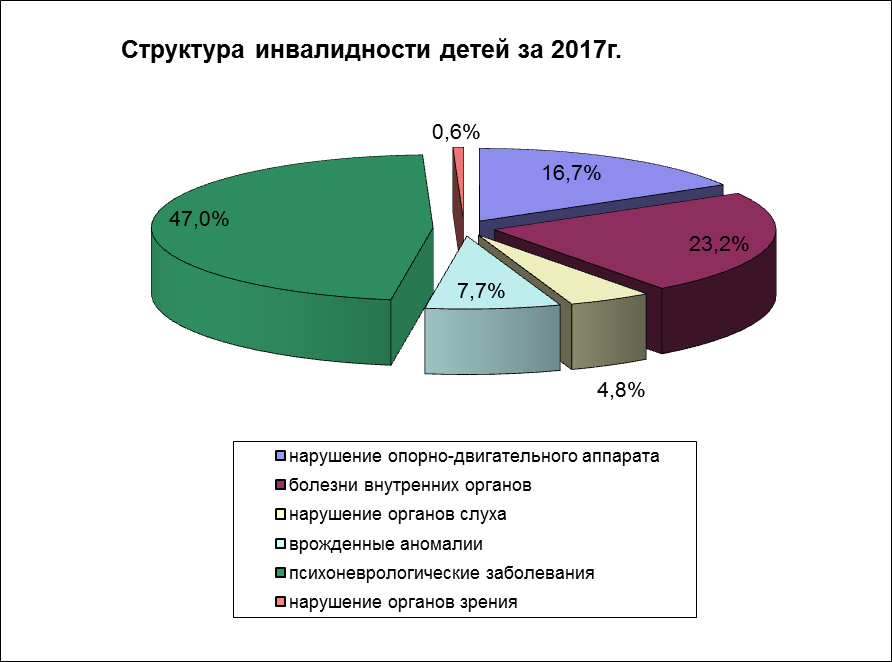 Структура инвалидности детей за 2017г.
0,6%
16,7%
47,0%
23,2%
7,7%
4,8%
нарушение опорно-двигательного аппарата
болезни внутренних органов
нарушение органов слуха
врожденные аномалии
психоневрологические заболевания
нарушение органов зрения